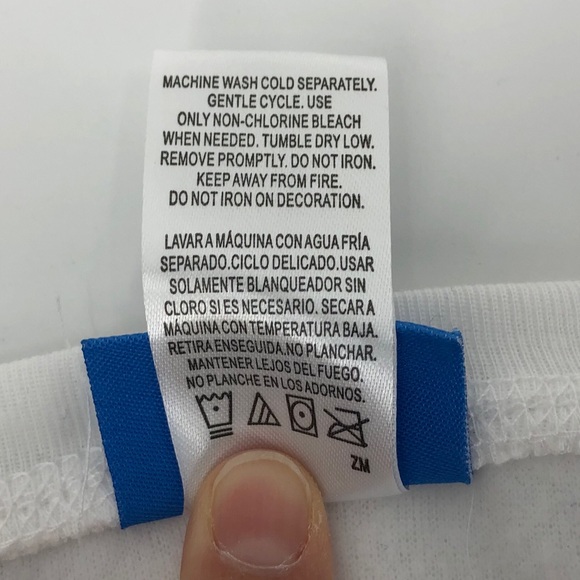 MACHINE WASH COLD SEPARATELY.
GENTLE CYCLE. USE
ONLY NON-CHLORINE BLEACH
WHEN NEEDED. TUMBLE DRY LOW.
REMOVE PROMPTLY. DO NOT IRON.
KEEP AWAY FROM FIRE.
DO NOT IRON ON DECORATION.
LAVAR A MÁQUINA CON AGUA FRÍA
SEPARADO.CICLO DELICADO.USAR
SOLAMENTE BLANQUEADOR SIN
CLORO SI ES NECESARIO. SECAR A
MÁQUINA CON TEMPERATURA BAJA.
RETIRA ENSEGUIDA.NO PLANCHAR.
MANTENER LEJOS DEL FUEGO.
NO PLANCHE EN LOS ADORNOS.
ZM